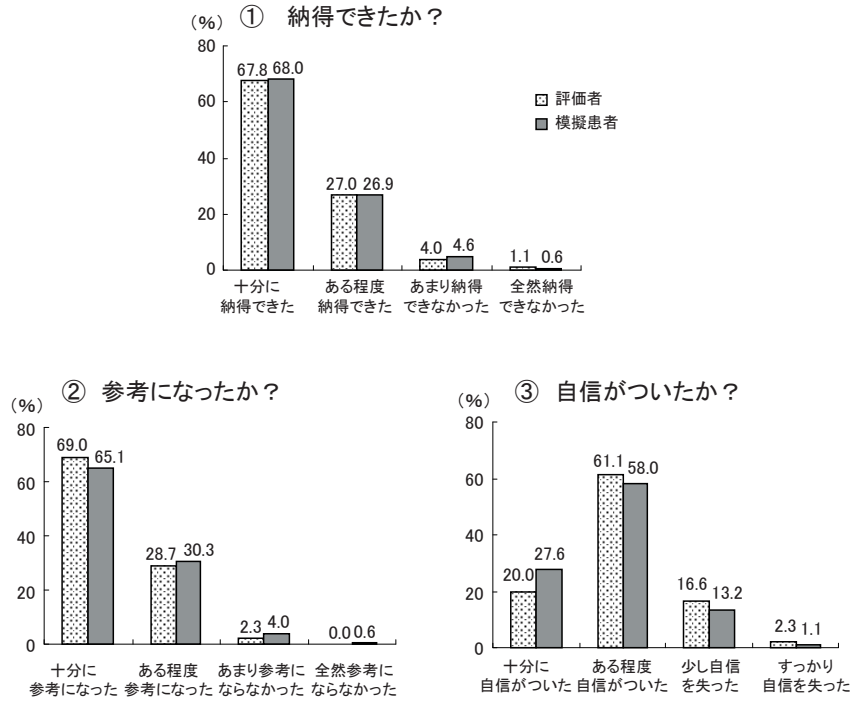 ① 納得できたか？
（%）
80
60
40
20
0
67.8 68.0
27.0 26.9
4.0 4.6
1.1 0.6
評価者
模擬患者
十分に
納得できた
ある程度
納得できた
あまり納得
できなかった
全然納得
できなかった
② 参考になったか？
（%）
80
60
40
20
0
69.0 65.1
28.7 30.3
2.3 4.0
0.0 0.6
十分に
参考になった
ある程度
参考になった
あまり参考に
ならなかった
全然参考に
ならなかった
③ 自信がついたか？
（%）
80
60
40
20
0
20.0 27.6
61.1 58.0
16.6 13.2
2.3 1.1
十分に
自信がついた
ある程度
自信がついた
少し自信
を失った
すっかり
自信を失った